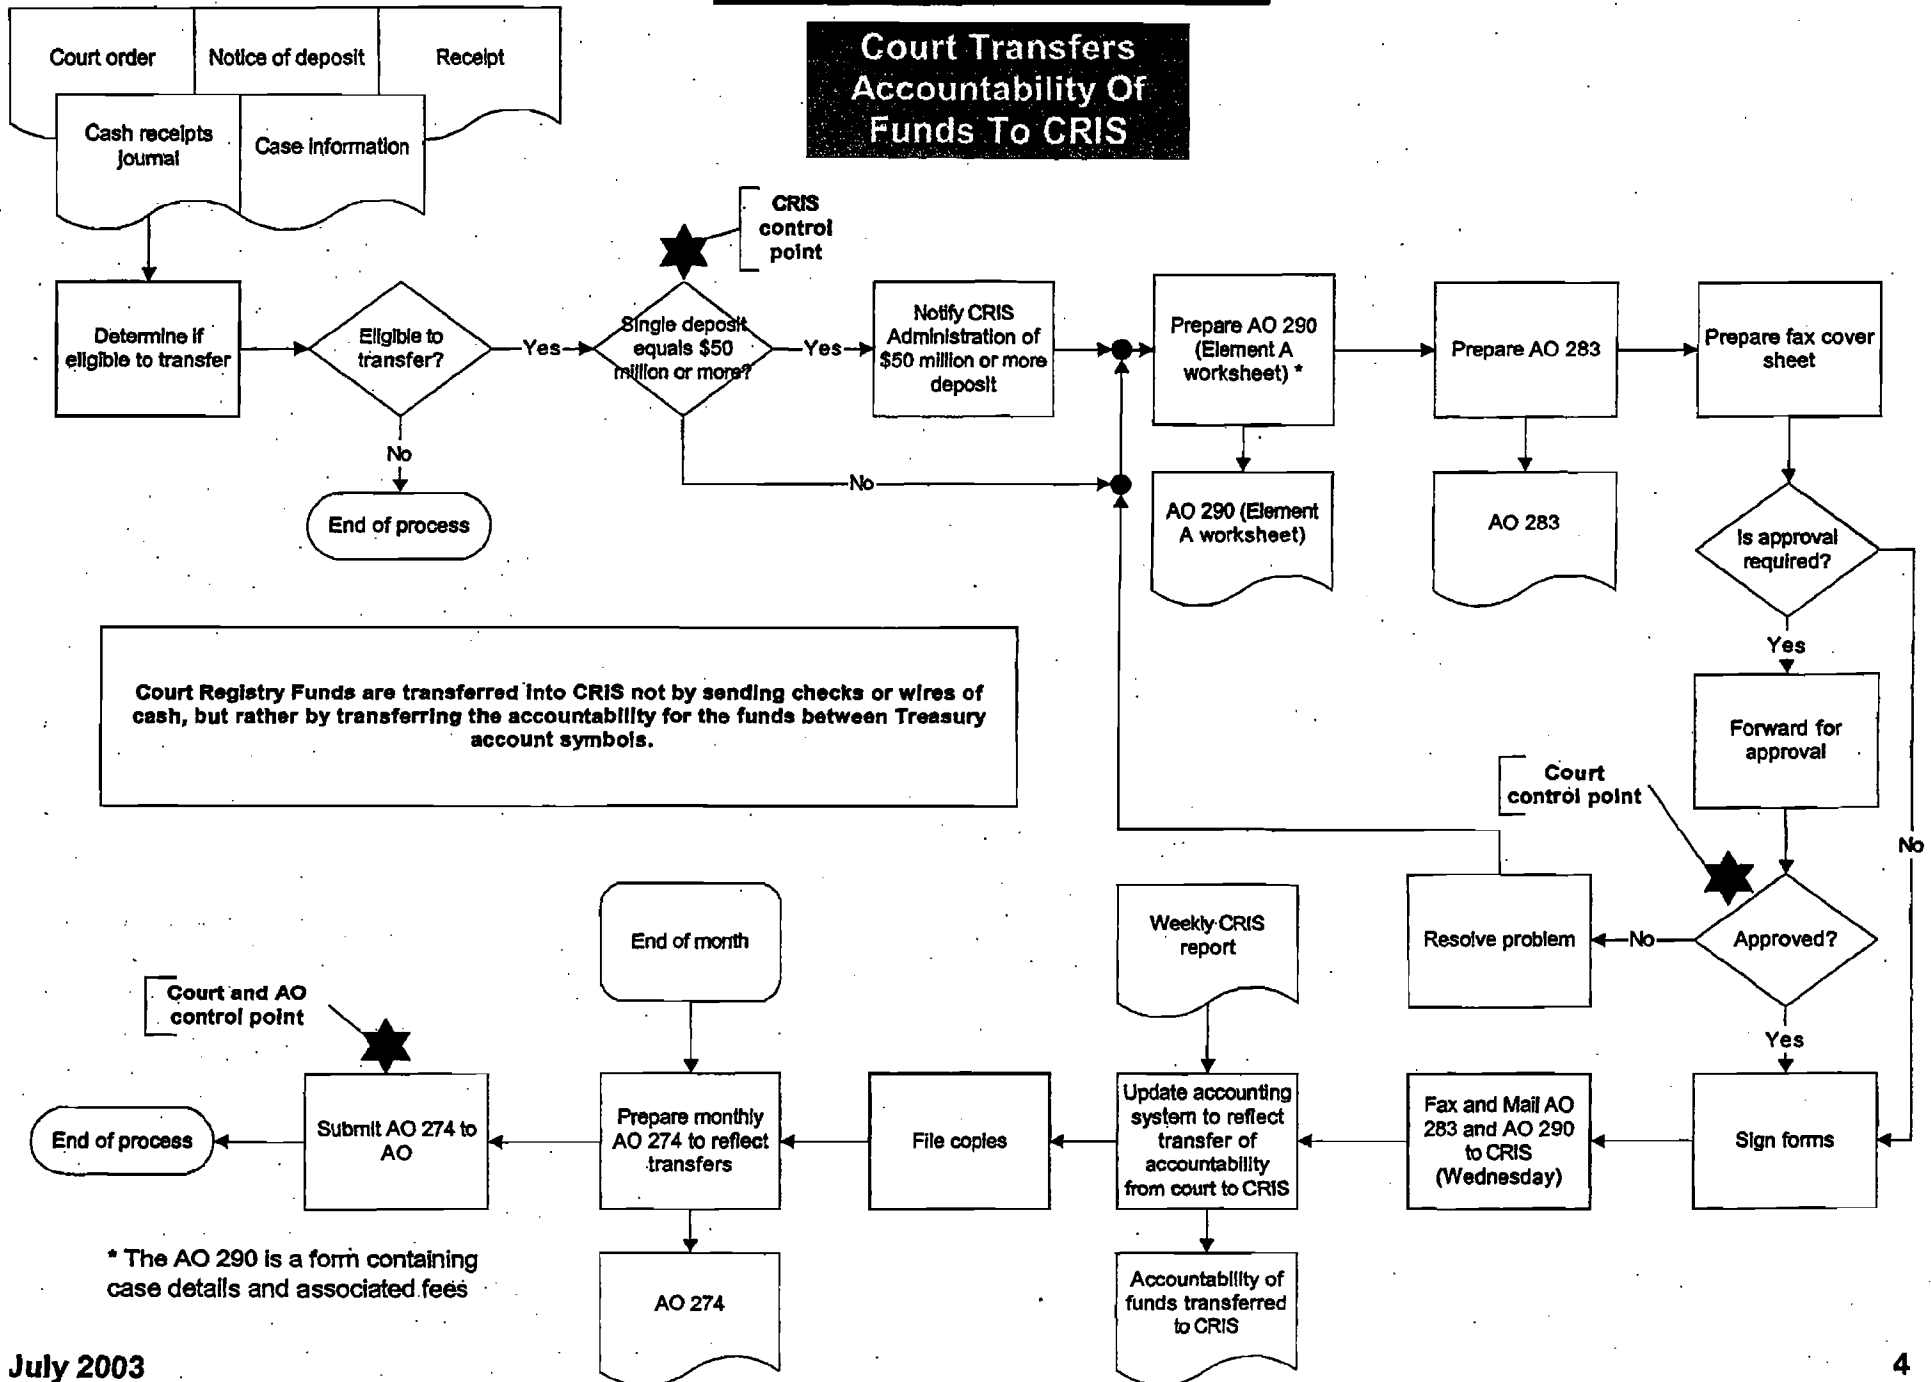 Court Transfers
Accountability Of
Funds To CRIS
Court order
Notice of deposit
Receipt
Cash receipts
journal
Case information
CRIS
control
point
Determine if
eligible to transfer
Eligible to
transfer?
Yes
Single deposit
equals $50
million or more?
Yes
Notify CRIS
Administration of
$50 million or more
deposit
Prepare AO 290
(Element A
worksheet) *
Prepare AO 283
Prepare fax cover
sheet
No
No
End of process
AO 290 (Element
A worksheet)
AO 283
Is approval
required?
Yes
Court Registry Funds are transferred into CRIS not by sending checks or wires of
cash, but rather by transferring the accountability for the funds between Treasury
account symbols.
Forward for
approval
Court
control point
No
End of month
Weekly CRIS
report
Resolve problem
No
Approved?
Court and AO
control point
Yes
End of process
Submit AO 274 to
AO
Prepare monthly
AO 274 to reflect
transfers
File copies
Update accounting
system to reflect
transfer of
accountability
from court to CRIS
Fax and Mail AO
283 and AO 290
to CRIS
(Wednesday)
Sign forms
* The AO 290 is a form containing
case details and associated fees
AO 274
Accountability of
funds transferred
to CRIS
July 2003
4